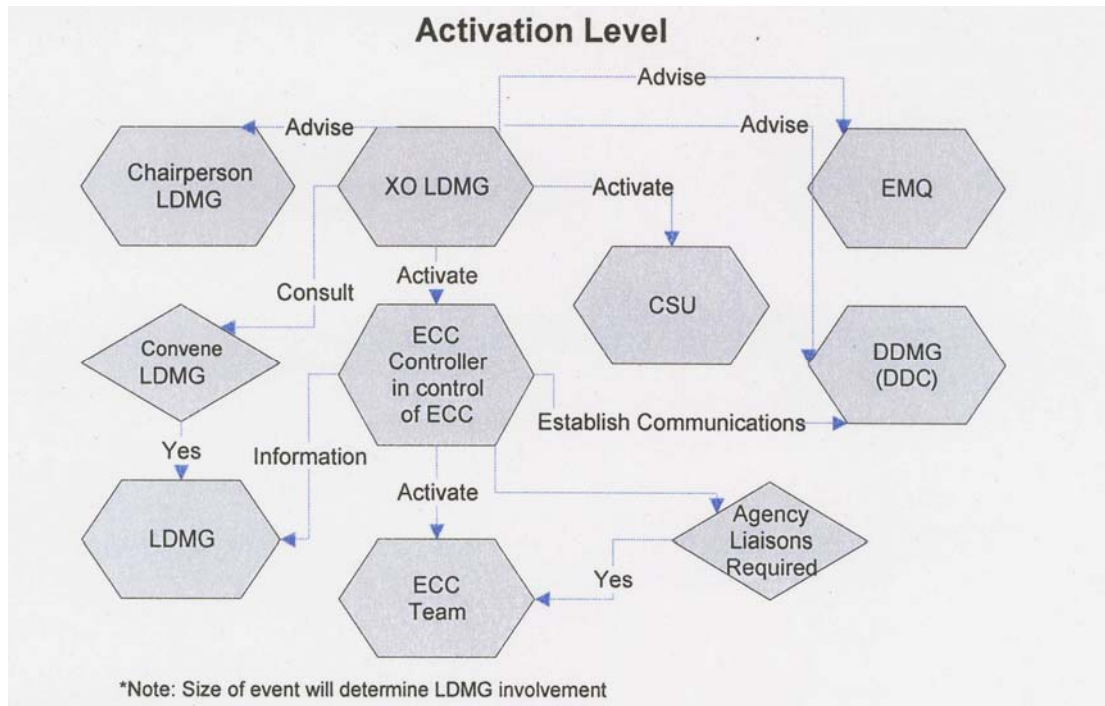 Activation Level
Advise
Advise
Advise
Chairperson
LDMG
XO LDMG
EMQ
Activate
Activate
Consult
CSU
Convene
LDMG
ECC
Controller
in control
of ECC
DDMG
(DDC)
Establish Communications
Yes
Information
Activate
LDMG
Agency
Liaisons
Required
Yes
ECC
Team
*Note: Size of event will determine LDMG involvement